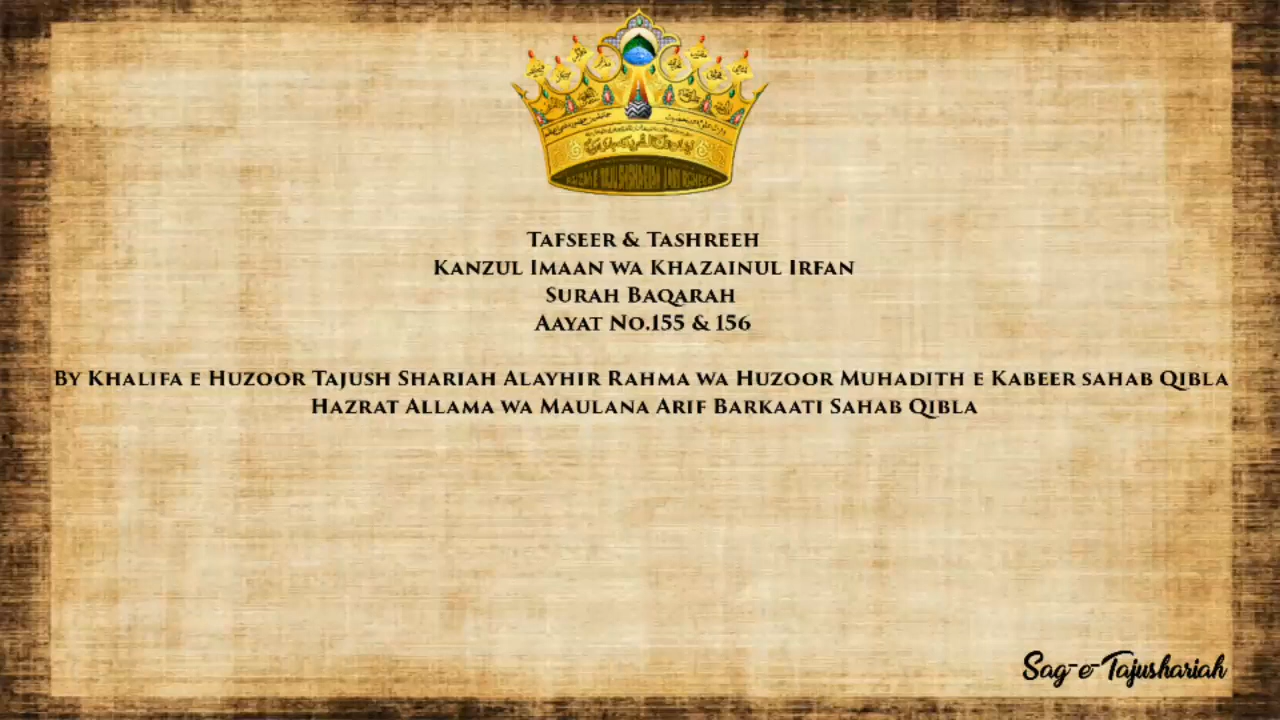 Tafseer & Tashreeh
Kanzul Imaan wa Khazainul Irfan
Surah Baqarah
Aayat No.155 & 156
By Khalifa e Huzoor Tajush Shariah Alayhir Rahma wa Huzoor Muhadith e Kabeer sahab Qibla
Hazrat Allama wa Maulana Arif Barkaati Sahab Qibla
Sag-e-Tajushariah